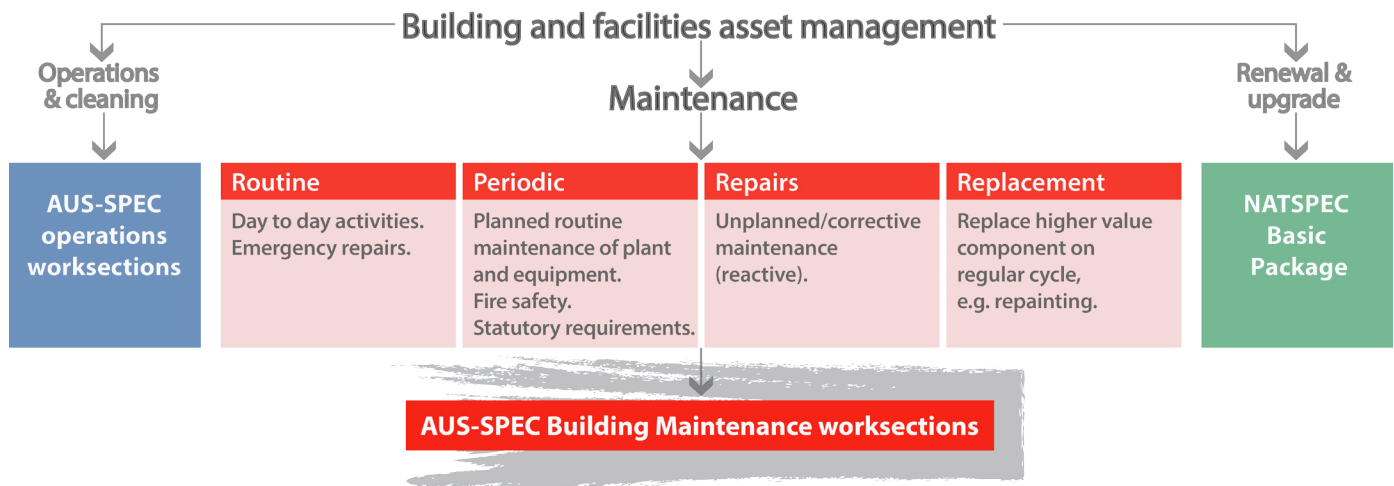 Building and facilities asset management
Operations
& cleaning
Maintenance
Renewal &
upgrade
AUS-SPEC
operations
worksections
Routine
Day to day activities.
Emergency repairs.
Periodic
Planned routine
maintenance of plant
and equipment.
Fire safety.
Statutory requirements.
Repairs
Unplanned/corrective
maintenance
(reactive).
Replacement
Replace higher value
component on
regular cycle,
e.g. repainting.
NATSPEC
Basic
Package
AUS-SPEC Building Maintenance worksections